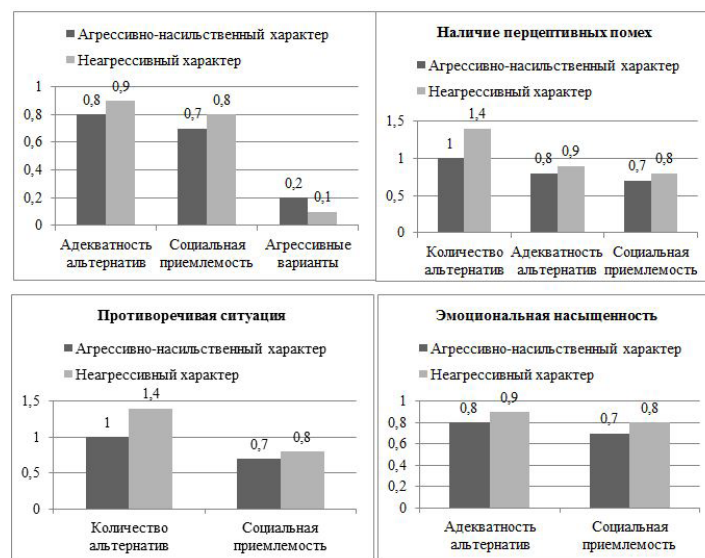 Агрессивно-насильственный характер
Неагрессивный характер
1
0,8
0,6
0,4
0,2
0
0,8
0,9
0,7
0,8
0,2
0,1
Адекватность
альтернатив
Социальная
приемлемость
Агрессивные
варианты
Наличие перцептивных помех
Агрессивно-насильственный характер
Неагрессивный характер
1,5
1
0,5
0
1
1,4
0,8
0,9
0,7
0,8
Количество
альтернатив
Адекватность
альтернатив
Социальная
приемлемость
Противоречивая ситуация
Агрессивно-насильственный характер
Неагрессивный характер
1,5
1
0,5
0
1
1,4
0,7
0,8
Количество
альтернатив
Социальная
приемлемость
Эмоциональная насыщенность
Агрессивно-насильственный характер
Неагрессивный характер
1
0,8
0,6
0,4
0,2
0
0,8
0,9
0,7
0,8
Адекватность
альтернатив
Социальная
приемлемость